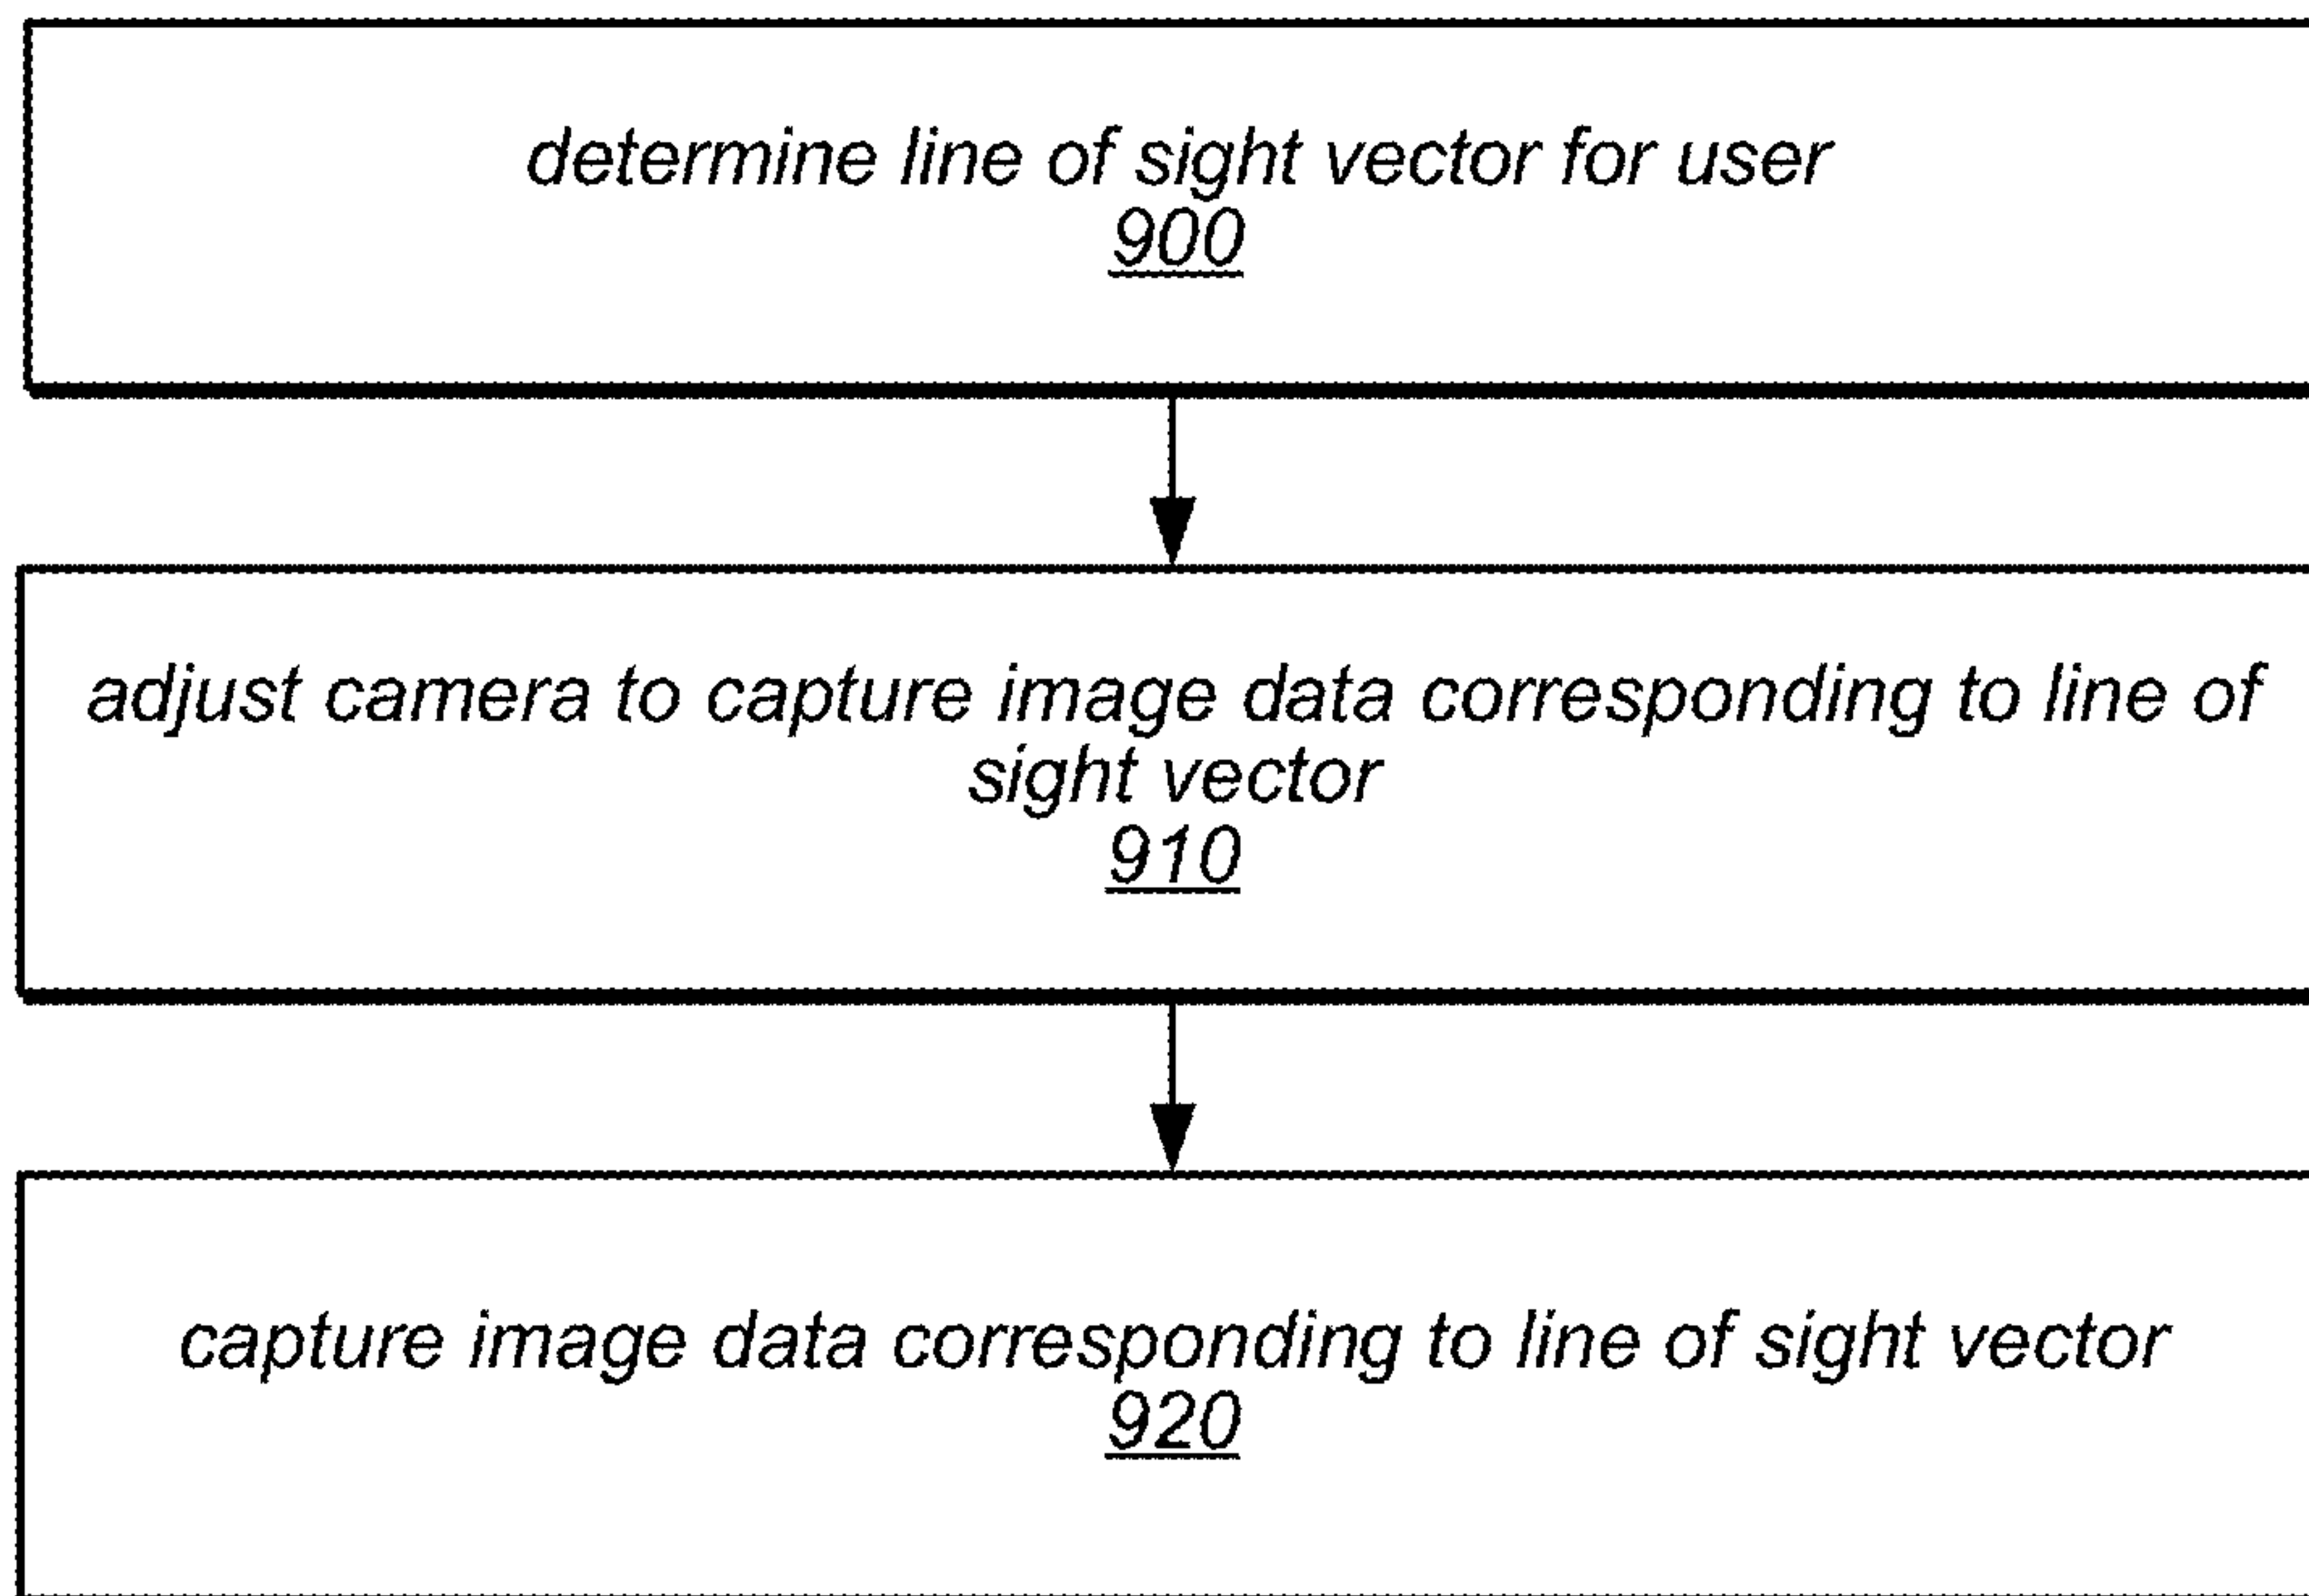 determine line of sight vector for user
900
adjust camera to capture image data corresponding to line of
sight vector
910
capture image data corresponding to line of sight vector
920